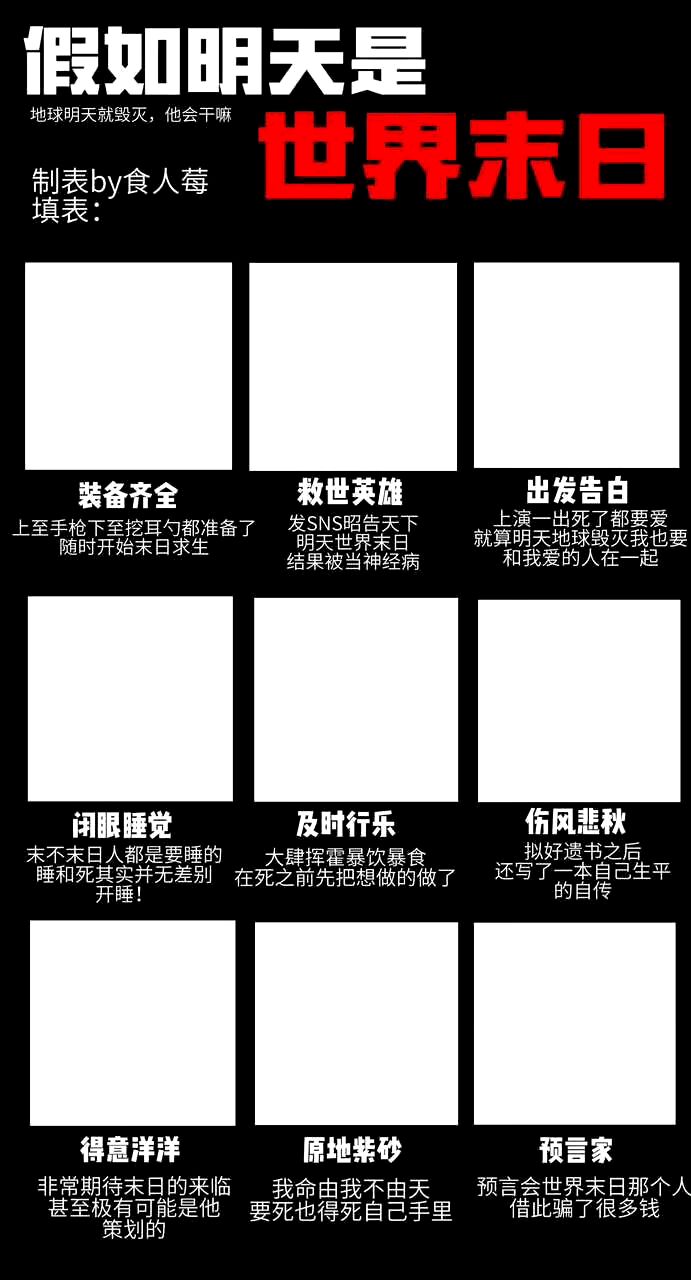 假如明天是
地球明天就毁灭，他会干嘛
世界末日
制表by食人莓
填表：
装备齐全
上至手枪下至挖耳勺都准备了
随时开始末日求生
救世英雄
发SNS昭告天下
明天世界末日
结果被当神经病
出发告白
上演一出死了都要爱
就算明天地球毁灭我也要
和我爱的人在一起
闭眼睡觉
末不末日人都是要睡的
睡和死其实并无差别
开睡！
及时行乐
大肆挥霍暴饮暴食
在死之前先把想做的做了
伤风悲秋
拟好遗书之后
还写了一本自己生平
的自传
得意洋洋
非常期待末日的来临
甚至极有可能是他
策划的
原地紫砂
我命由我不由天
要死也得死自己手里
预言家
预言会世界末日那个人
借此骗了很多钱